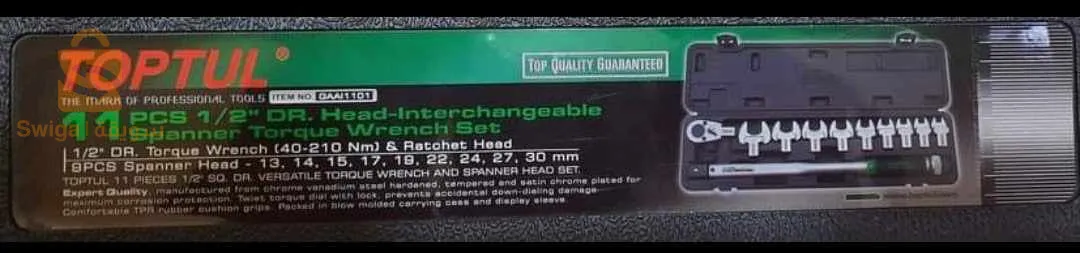 TOPTUL®
THE MARK OF PROFESSIONAL TOOLS ITEM NO. GAAI1101
TOP QUALITY GUARANTEED
11 PCS 1/2" DR. Head-Interchangeable
Spanner Torque Wrench Set
1/2" DR. Torque Wrench (40-210 Nm) & Ratchet Head
9PCS Spanner Head - 13, 14, 15, 17, 19, 22, 24, 27, 30 mm
TOPTUL 11 PIECES 1/2" SQ. DR. VERSATILE TORQUE WRENCH AND SPANNER HEAD SET.
Expert Quality, manufactured from chrome vanadium steel hardened, tempered and satin chrome plated for
maximum corrosion protection. Twist torque dial with lock, prevents accidental down-dialing damage.
Comfortable TPR rubber cushion grips. Packed in blow molded carrying case and display sleeve.
Swiga